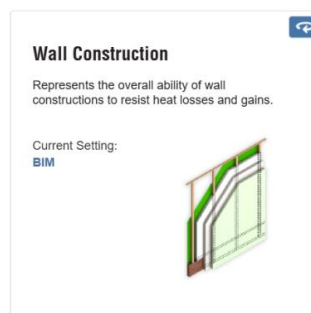 Wall Construction
Represents the overall ability of wall
constructions to resist heat losses and gains.
Current Setting:
BIM